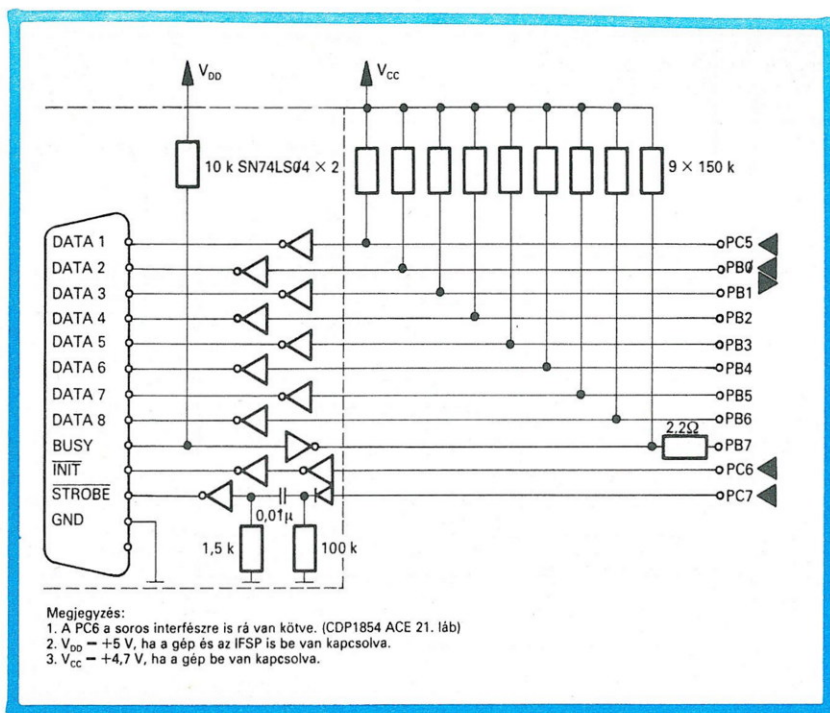 V_DD
V_CC
10 k SN74LS04 × 2
9 × 150 k
DATA 1
PC5
DATA 2
PB0
DATA 3
PB1
DATA 4
PB2
DATA 5
PB3
DATA 6
PB4
DATA 7
PB5
DATA 8
PB6
BUSY
2.2Ω
PB7
INIT
PC6
STROBE
PC7
GND
0,01μ
1,5 k
100 k
Megjegyzés:
1. A PC6 a soros interfészre is rá van kötve. (CDP1854 ACE 21. láb)
2. V_DD — +5 V, ha a gép és az IFSP is be van kapcsolva.
3. V_CC — +4,7 V, ha a gép be van kapcsolva.